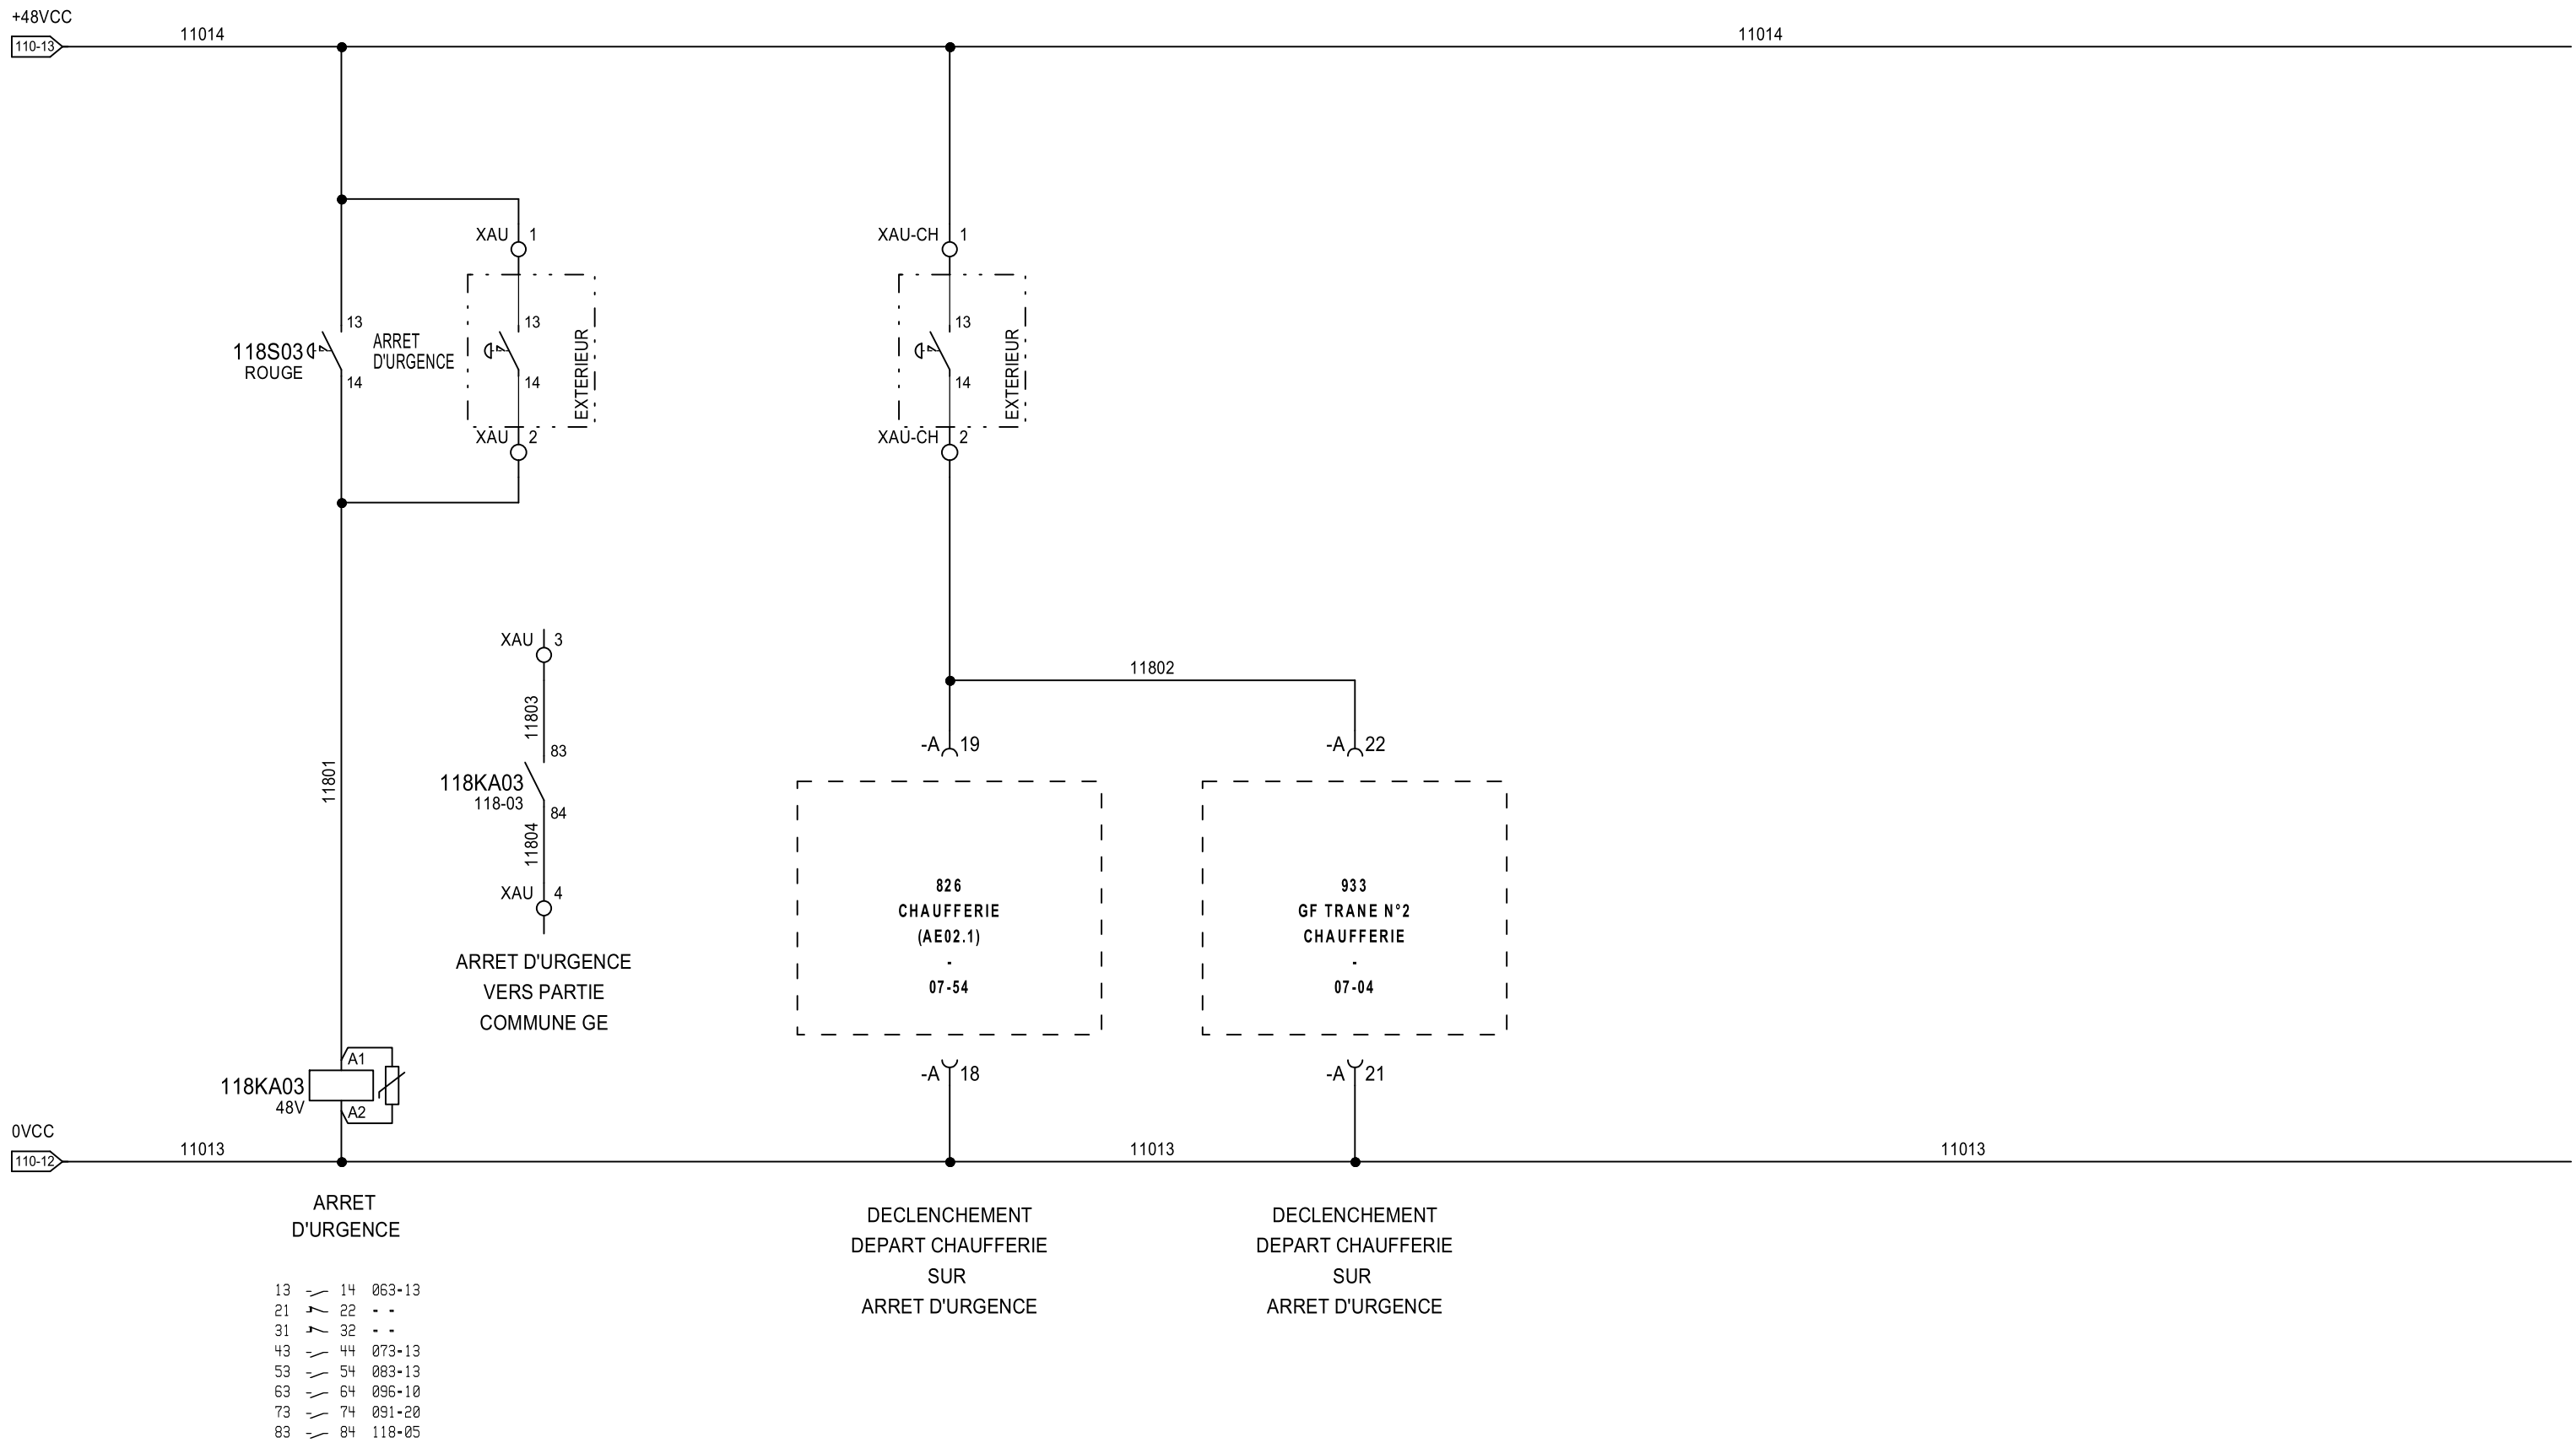 +48VCC
110-13
11014
11014
XAU 1
XAU-CH 1
13
14
118S03
ROUGE
ARRET
D'URGENCE
13
14
EXTERIEUR
13
14
EXTERIEUR
XAU 2
XAU-CH 2
XAU 3
11803
83
118KA03
118-03
84
11804
XAU 4
ARRET D'URGENCE
VERS PARTIE
COMMUNE GE
11801
11802
-A 19
-A 22
826
CHAUFFERIE
(AE02.1)
-
07-54
933
GF TRANE N°2
CHAUFFERIE
-
07-04
-A 18
-A 21
A1
118KA03
48V
A2
0VCC
110-12
11013
11013
11013
ARRET
D'URGENCE
DECLENCHEMENT
DEPART CHAUFFERIE
SUR
ARRET D'URGENCE
DECLENCHEMENT
DEPART CHAUFFERIE
SUR
ARRET D'URGENCE
13 14 063-13
21 22 - -
31 32 - -
43 44 073-13
53 54 083-13
63 64 096-10
73 74 091-20
83 84 118-05